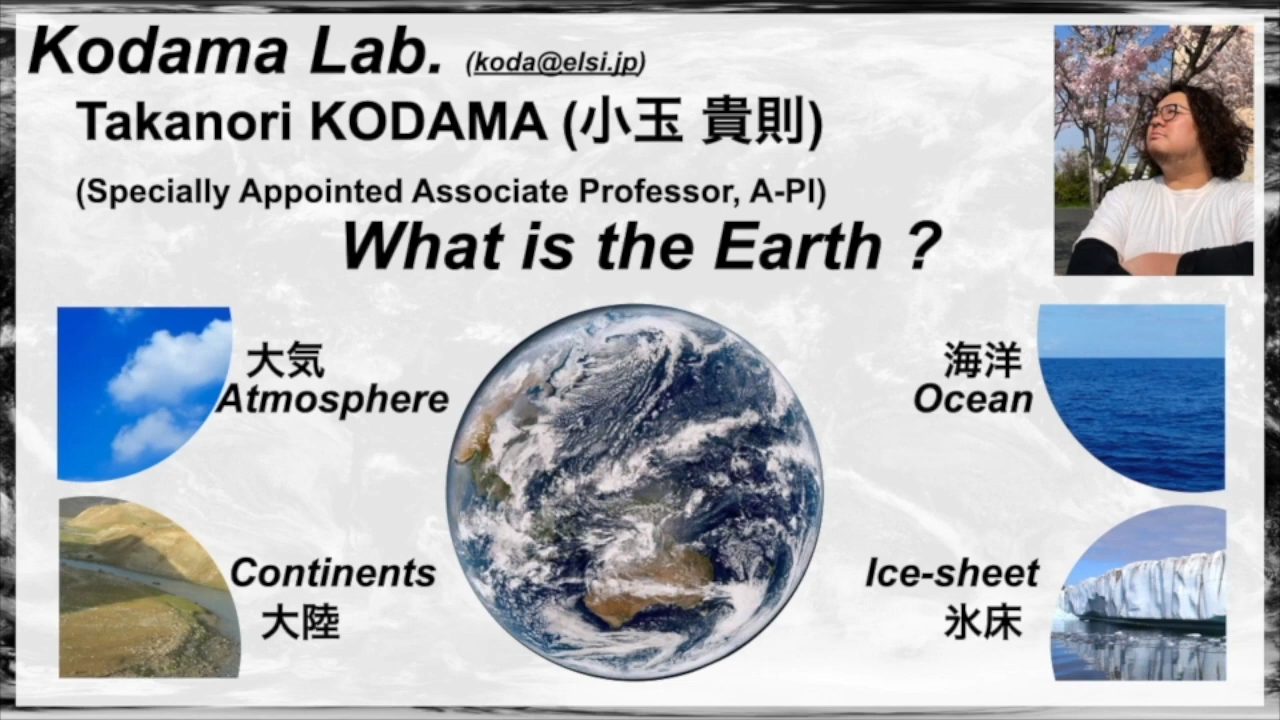 Kodama Lab. (koda@elsi.jp)
Takanori KODAMA (小玉 貴則)
(Specially Appointed Associate Professor, A-PI)
What is the Earth ?
大気
Atmosphere
海洋
Ocean
Continents
大陸
Ice-sheet
氷床